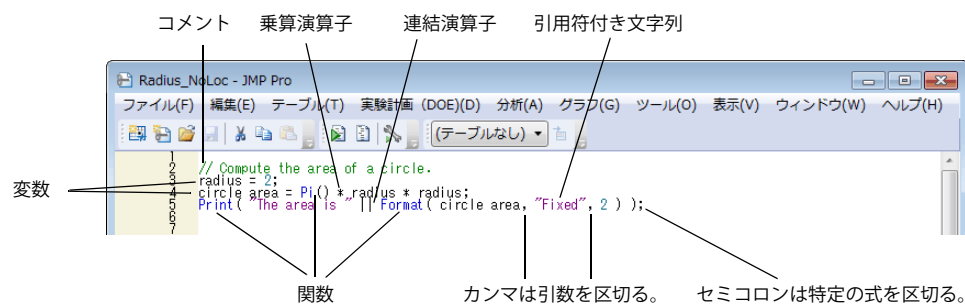 コメント 乗算演算子 連結演算子 引用符付き文字列
Radius_NoLoc - JMP Pro
ファイル(F) 編集(E) テーブル(T) 実験計画 (DOE)(D) 分析(A) グラフ(G) ツール(O) 表示(V) ウィンドウ(W) ヘルプ(H)
(テーブルなし)
1
2 // Compute the area of a circle.
3 radius = 2;
4 circle area = Pi() * radius * radius;
5 Print( "The area is " || Format( circle area, "Fixed", 2 ) );
6
7
変数
関数 カンマは引数を区切る。 セミコロンは特定の式を区切る。